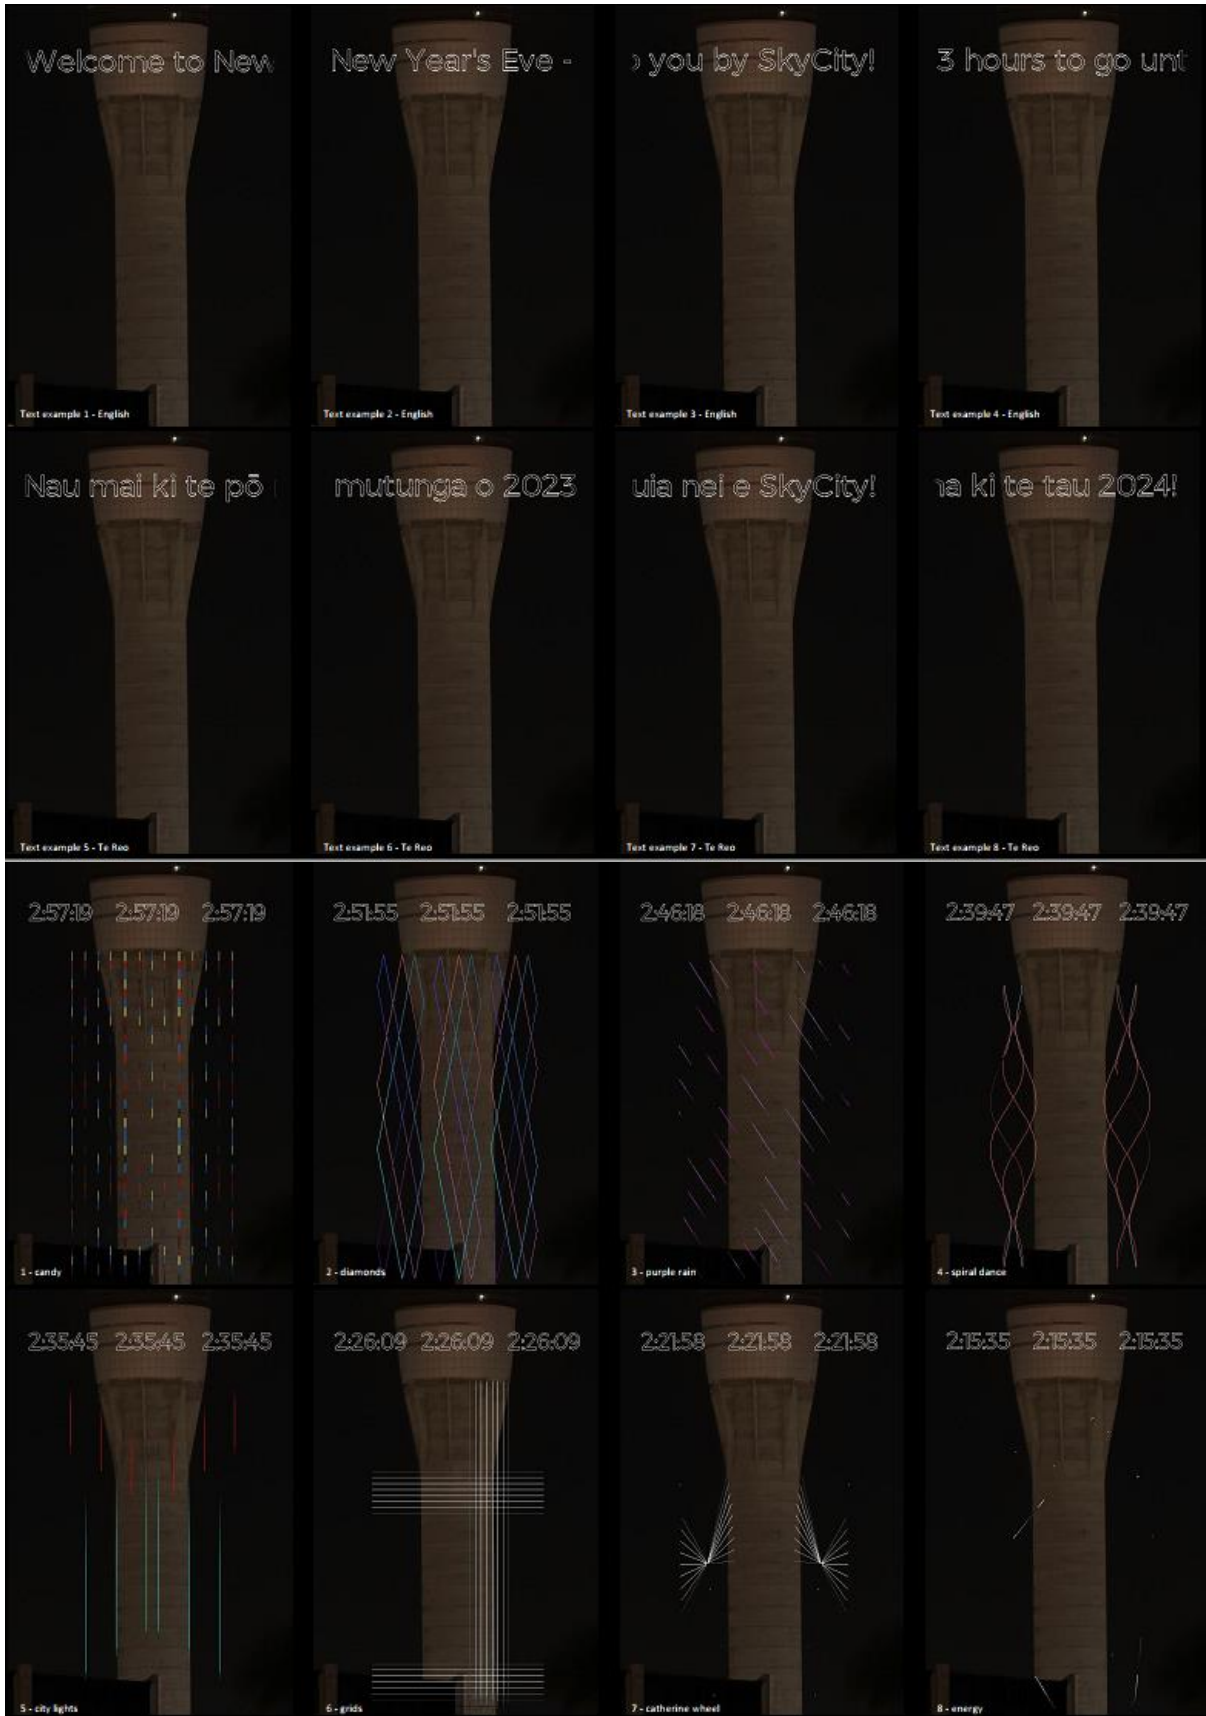 Welcome to New
New Year's Eve -
you by SkyCity!
3 hours to go unt
Text example 1 - English
Text example 2 - English
Text example 3 - English
Text example 4 - English
Nau mai ki te pō
mutunga o 2023
uia nei e SkyCity!
na ki te tau 2024!
Text example 5 - Te Reo
Text example 6 - Te Reo
Text example 7 - Te Reo
Text example 8 - Te Reo
2:57:19 2:57:19 2:57:19
2:51:55 2:51:55 2:51:55
2:46:18 2:46:18 2:46:18
2:39:47 2:39:47 2:39:47
1 - candy
2 - diamonds
3 - purple rain
4 - spiral dance
2:35:45 2:35:45 2:35:45
2:26:09 2:26:09 2:26:09
2:21:58 2:21:58 2:21:58
2:15:35 2:15:35 2:15:35
5 - city lights
6 - grids
7 - catherine wheel
8 - energy